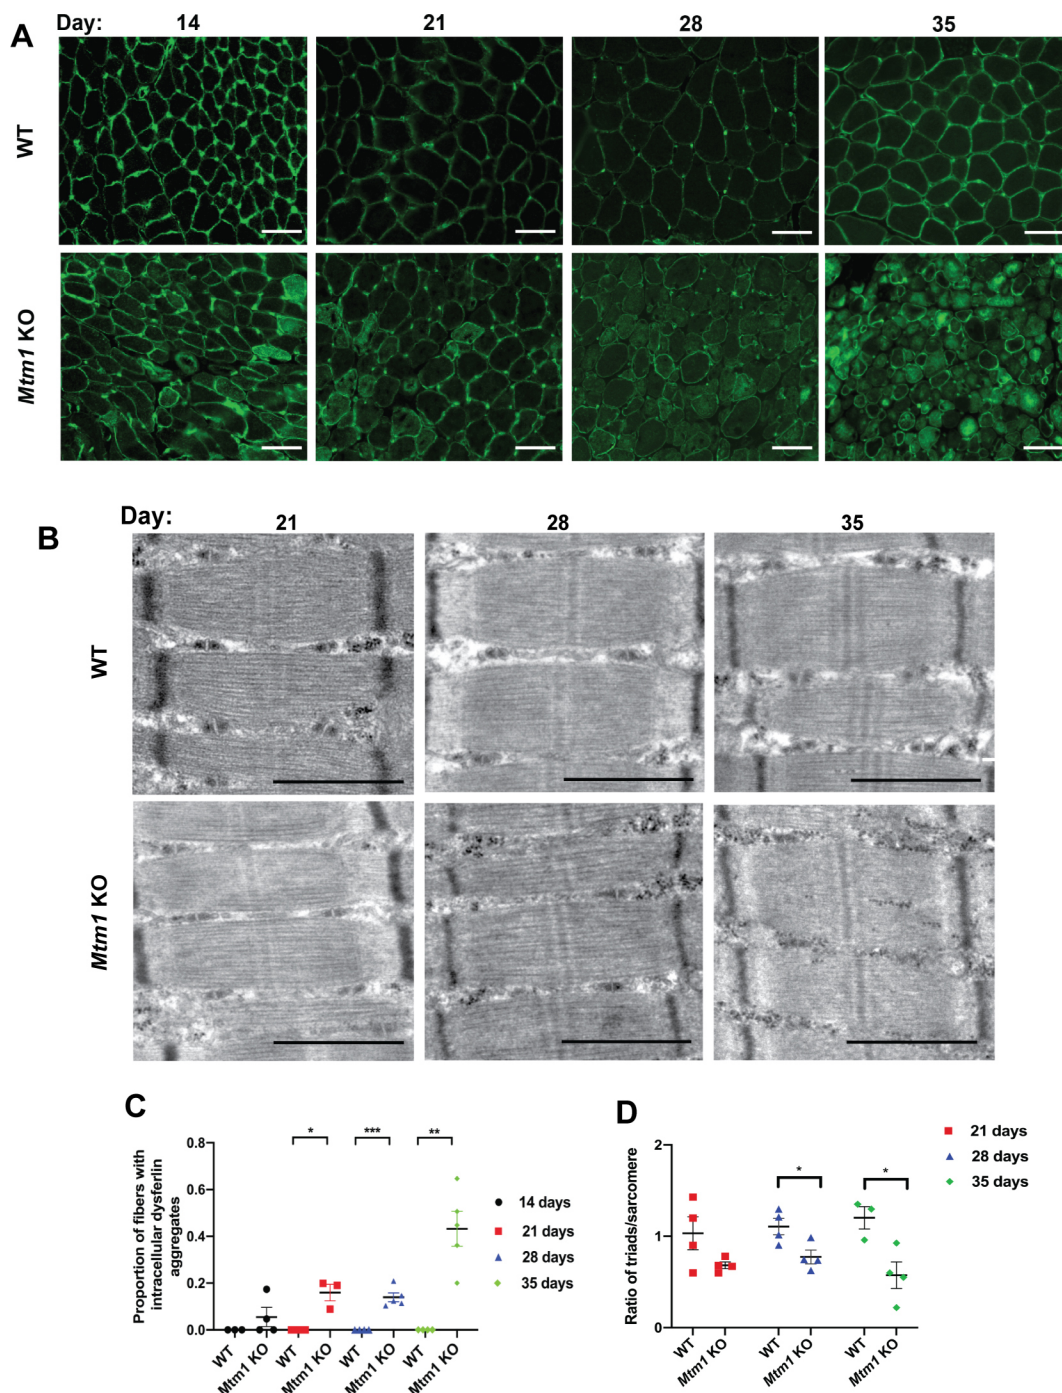 A
Day: 14 21 28 35
WT
Mtm1 KO
B
Day: 21 28 35
WT
Mtm1 KO
C
Proportion of fibers with
intracellular dysferlin
aggregates
0.8
0.6
0.4
0.2
0.0
* *** **
WT Mtm1 KO WT Mtm1 KO WT Mtm1 KO WT Mtm1 KO
14 days
21 days
28 days
35 days
D
Ratio of triads/sarcomere
2
1
0
* *
WT Mtm1 KO WT Mtm1 KO WT Mtm1 KO
21 days
28 days
35 days